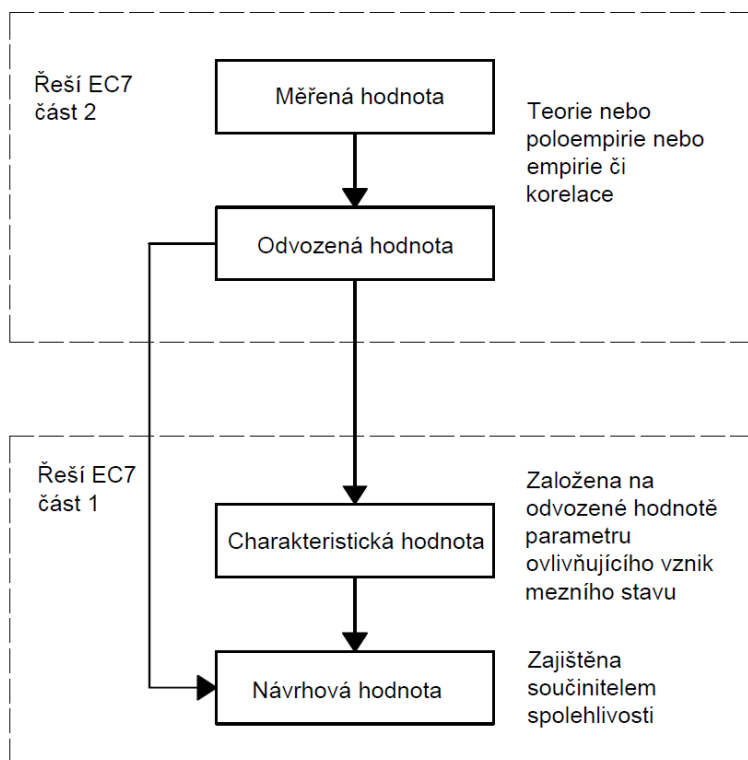 Řeší EC7
část 2
Měřená hodnota
Teorie nebo
poloempirie nebo
empirie či
korelace
Odvozená hodnota
Řeší EC7
část 1
Charakteristická hodnota
Založena na
odvozené hodnotě
parametru
ovlivňujícího vznik
mezního stavu
Návrhová hodnota
Zajištěna
součinitelem
spolehlivosti